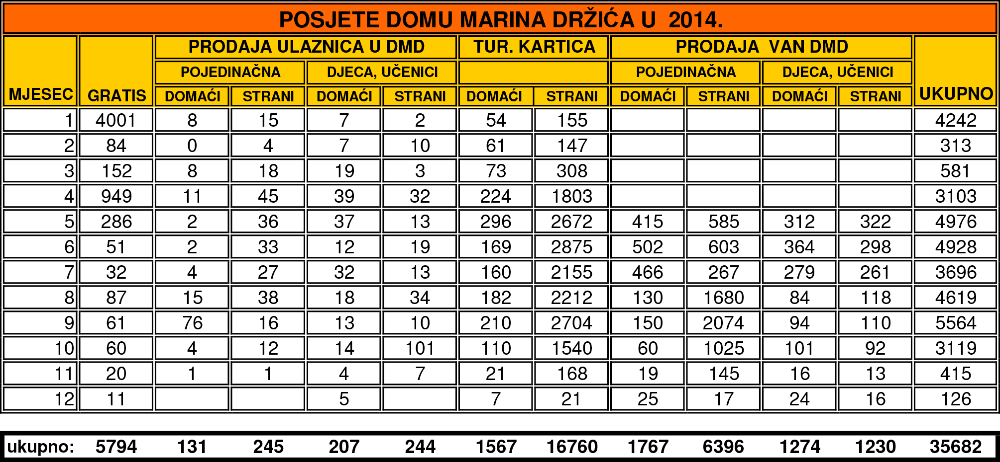 POSJETE DOMU MARINA DRŽIĆA U 2014.
PRODAJA ULAZNICA U DMD TUR. KARTICA PRODAJA VAN DMD
POJEDINAČNA DJECA, UČENICI POJEDINAČNA DJECA, UČENICI
MJESEC GRATIS DOMAĆI STRANI DOMAĆI STRANI DOMAĆI STRANI DOMAĆI STRANI DOMAĆI STRANI UKUPNO
1 4001 8 15 7 2 54 155 4242
2 84 0 4 7 10 61 147 313
3 152 8 18 19 3 73 308 581
4 949 11 45 39 32 224 1803 3103
5 286 2 36 37 13 296 2672 415 585 312 322 4976
6 51 2 33 12 19 169 2875 502 603 364 298 4928
7 32 4 27 32 13 160 2155 466 267 279 261 3696
8 87 15 38 18 34 182 2212 130 1680 84 118 4619
9 61 76 16 13 10 210 2704 150 2074 94 110 5564
10 60 4 12 14 101 110 1540 60 1025 101 92 3119
11 20 1 1 4 7 21 168 19 145 16 13 415
12 11 5 7 21 25 17 24 16 126
ukupno: 5794 131 245 207 244 1567 16760 1767 6396 1274 1230 35682